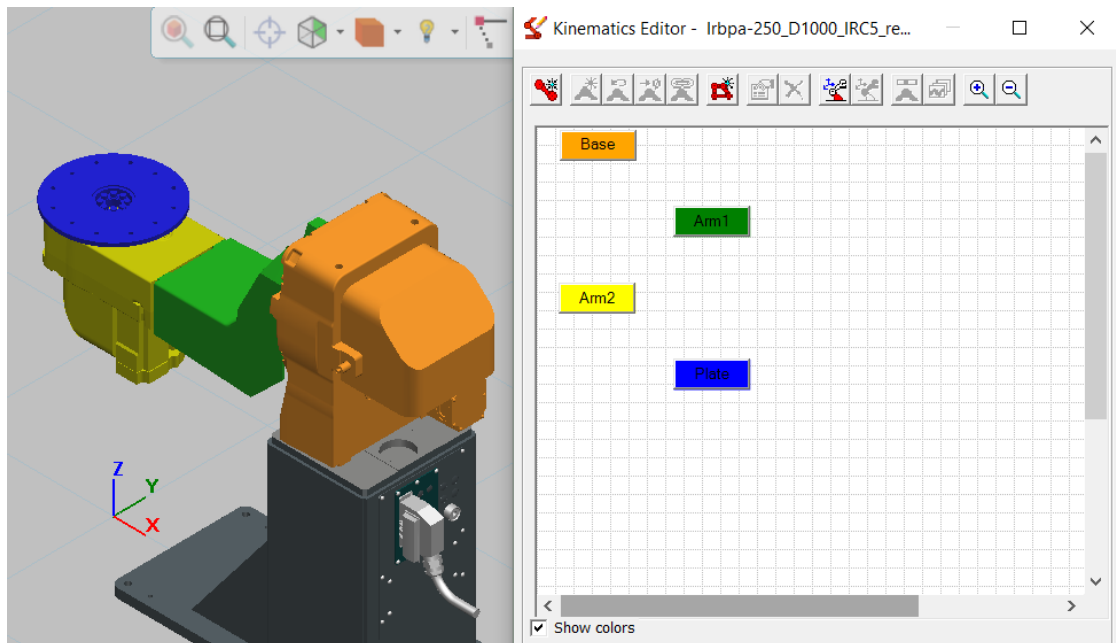 Kinematics Editor - Irbpa-250_D1000_IRC5_re...
Base
Arm1
Arm2
Plate
Z
Y
X
Show colors